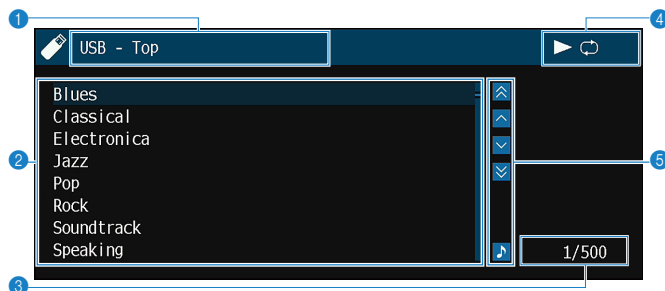 1
4
USB - Top
Blues
Classical
Electronica
2
Jazz
5
Pop
Rock
Soundtrack
Speaking
1/500
3